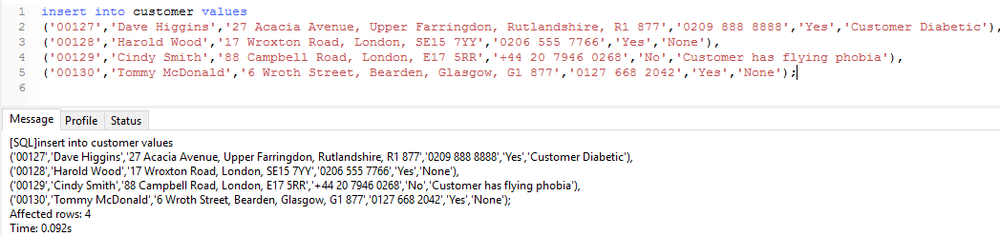 1 insert into customer values
2 ('00127','Dave Higgins','27 Acacia Avenue, Upper Farringdon, Rutlandshire, R1 877','0209 888 8888','Yes','Customer Diabetic'),
3 ('00128','Harold Wood','17 Wroxton Road, London, SE15 7YY','0206 555 7766','Yes','None'),
4 ('00129','Cindy Smith','88 Campbell Road, London, E17 5RR','+44 20 7946 0268','No','Customer has flying phobia'),
5 ('00130','Tommy McDonald','6 Wroth Street, Bearden, Glasgow, G1 877','0127 668 2042','Yes','None');
6
Message Profile Status
[SQL]insert into customer values
('00127','Dave Higgins','27 Acacia Avenue, Upper Farringdon, Rutlandshire, R1 877','0209 888 8888','Yes','Customer Diabetic'),
('00128','Harold Wood','17 Wroxton Road, London, SE15 7YY','0206 555 7766','Yes','None'),
('00129','Cindy Smith','88 Campbell Road, London, E17 5RR','+44 20 7946 0268','No','Customer has flying phobia'),
('00130','Tommy McDonald','6 Wroth Street, Bearden, Glasgow, G1 877','0127 668 2042','Yes','None');
Affected rows: 4
Time: 0.092s